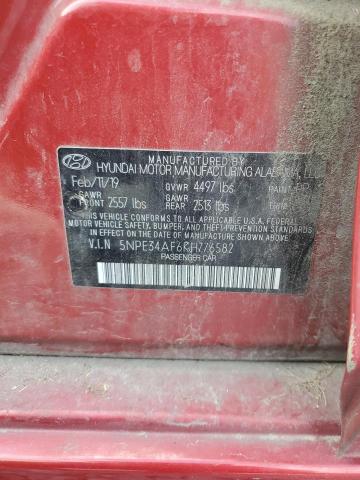 MANUFACTURED BY
HYUNDAI MOTOR MANUFACTURING ALABAMA, LLC
Feb/11/19 GVWR 4497 lbs PAINT:
GAWR FRONT 2557 lbs GAWR REAR 2513 lbs
THIS VEHICLE CONFORMS TO ALL APPLICABLE U.S.A. FEDERAL
MOTOR VEHICLE SAFETY, BUMPER, AND THEFT PREVENTION
STANDARDS IN EFFECT ON THE DATE OF MANUFACTURE SHOWN ABOVE.
V.I.N 5NPE34AF6KH776582
PASSENGER CAR